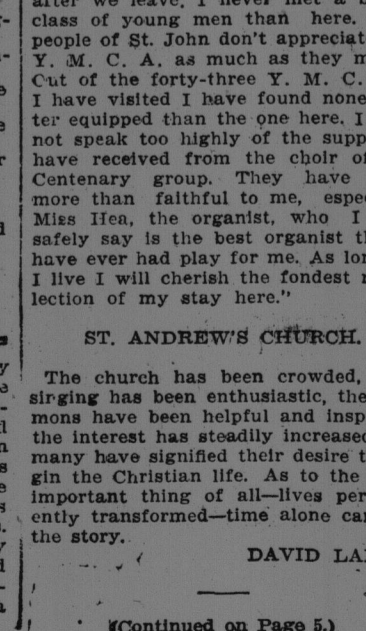 after we leave. I never met a
class of young men than here.
people of St. John don't appreciat
Y. M. C. A. as much as they m
Out of the forty-three Y. M. C.
I have visited I have found none
ter equipped than the one here. I
not speak too highly of the supp
have received from the choir of
Centenary group. They have
more than faithful to me, espe
Miss Hea, the organist, who I
safely say is the best organist t
have ever had play for me. As lo
I live I will cherish the fondest r
lection of my stay here."
ST. ANDREW'S CHURCH.
The church has been crowded,
singing has been enthusiastic, the
mons have been helpful and insp
the interest has steadily increased
many have signified their desire t
gin the Christian life. As to the
important thing of all—lives per
ently transformed—time alone ca
the story.
DAVID LA
(Continued on Page 5.)